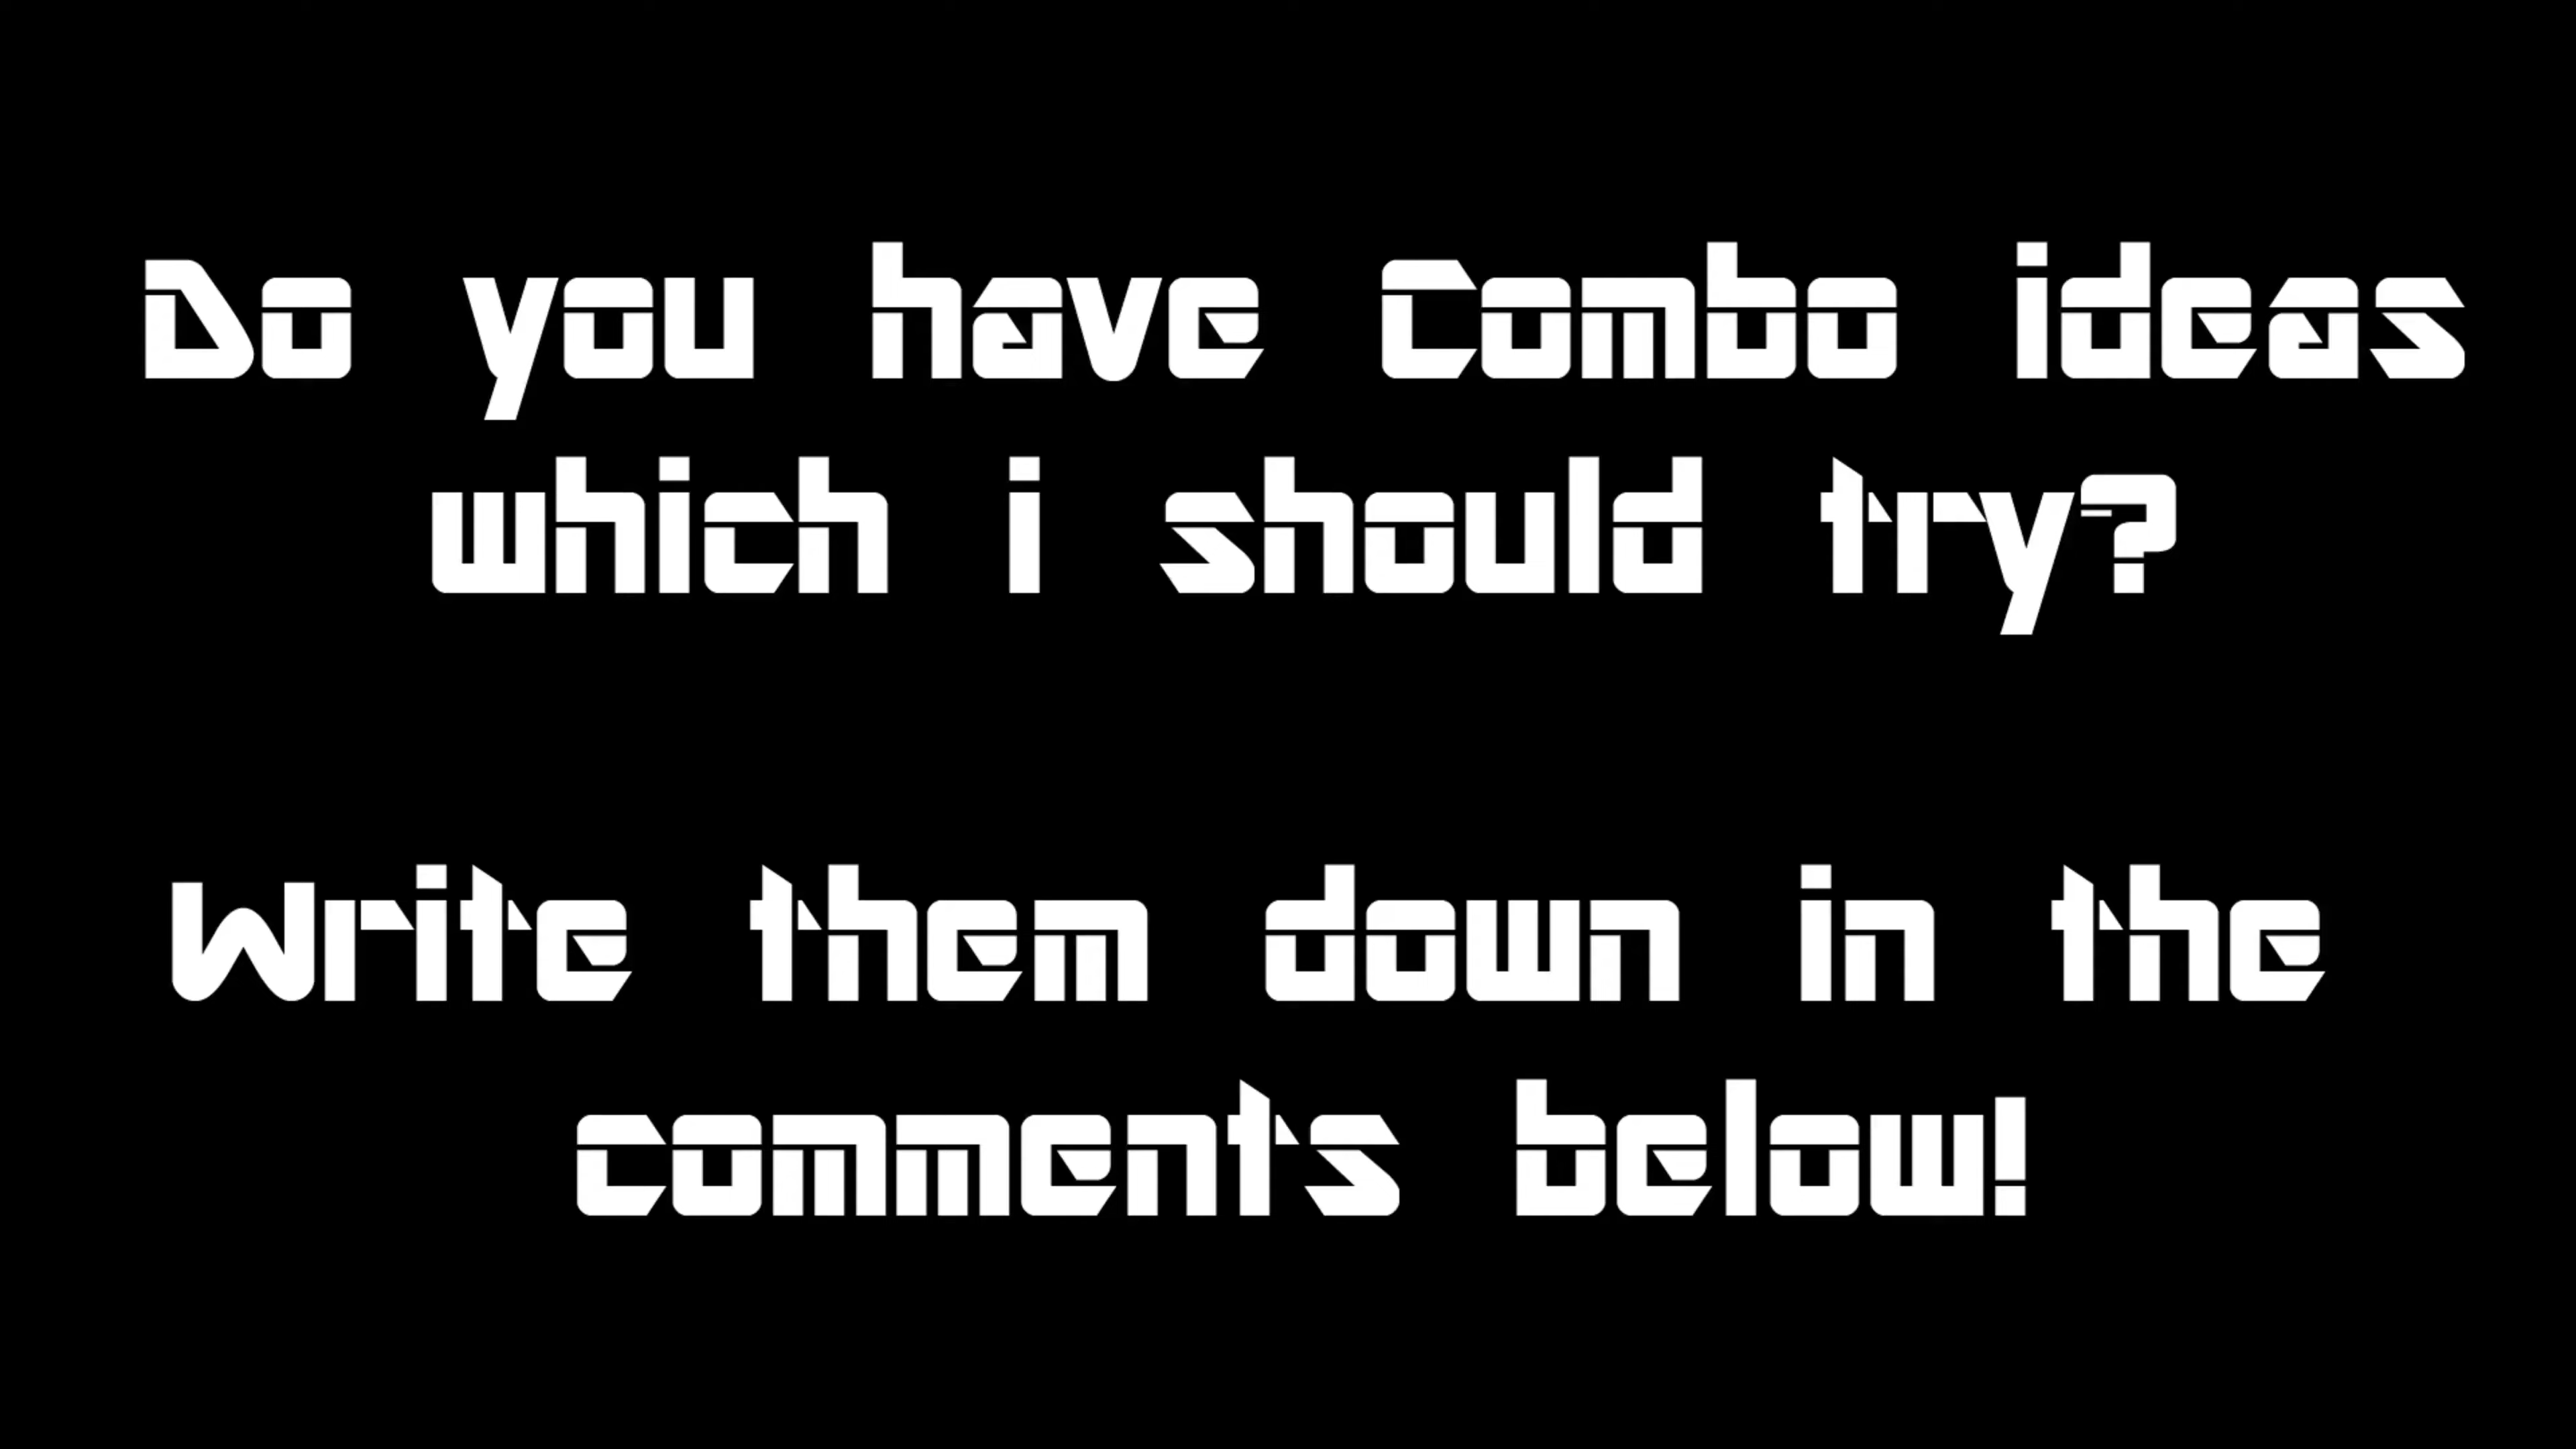 Do you have Combo ideas
which i should try?
Write them down in the
comments below!